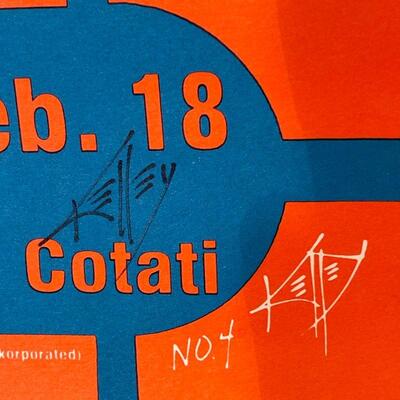 eb. 18
Kelley
Cotati
Kelley
korporated)
NO. 4